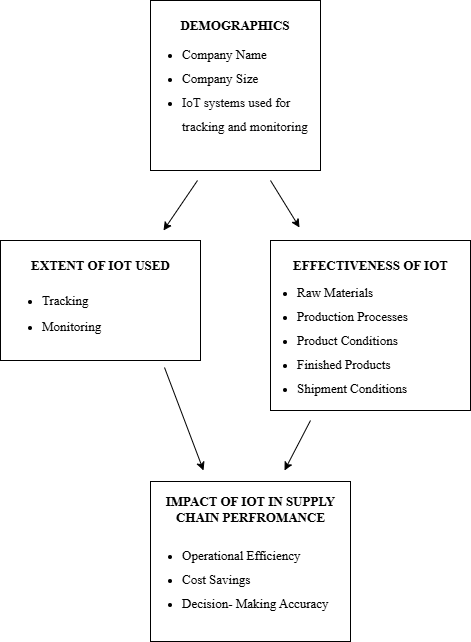 DEMOGRAPHICS
Company Name
Company Size
IoT systems used for
tracking and monitoring
EXTENT OF IOT USED
Tracking
Monitoring
EFFECTIVENESS OF IOT
Raw Materials
Production Processes
Product Conditions
Finished Products
Shipment Conditions
IMPACT OF IOT IN SUPPLY
CHAIN PERFROMANCE
Operational Efficiency
Cost Savings
Decision- Making Accuracy